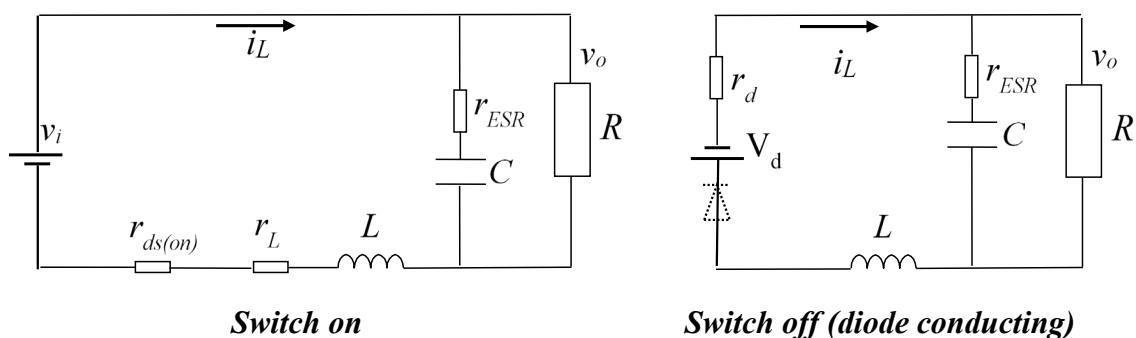 i_L
v_o
r_ESR
R
v_i
C
r_ds(on)
r_L
L
Switch on
i_L
v_o
r_d
r_ESR
R
V_d
C
L
Switch off (diode conducting)